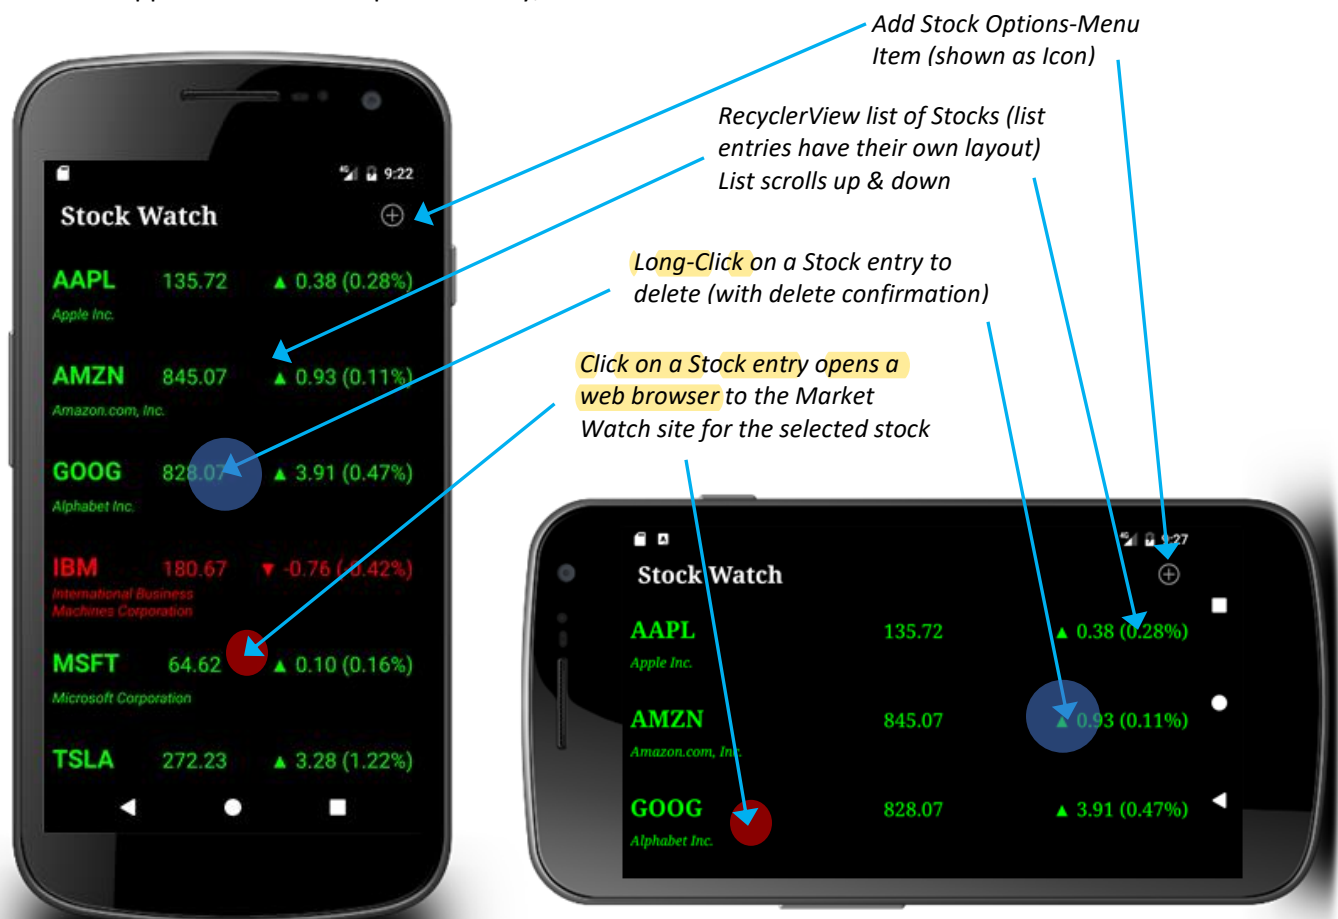 Add Stock Options-Menu
Item (shown as Icon)
RecyclerView list of Stocks (list
entries have their own layout)
List scrolls up & down
Long-Click on a Stock entry to
delete (with delete confirmation)
Click on a Stock entry opens a
web browser to the Market
Watch site for the selected stock
4G 9:22
Stock Watch
AAPL 135.72 ▲ 0.38 (0.28%)
Apple Inc.
AMZN 845.07 ▲ 0.93 (0.11%)
Amazon.com, Inc.
GOOG 828.07 ▲ 3.91 (0.47%)
Alphabet Inc.
IBM 180.67 ▼ -0.76 (-0.42%)
International Business
Machines Corporation
MSFT 64.62 ▲ 0.10 (0.16%)
Microsoft Corporation
TSLA 272.23 ▲ 3.28 (1.22%)
4G 9:27
Stock Watch
AAPL 135.72 ▲ 0.38 (0.28%)
Apple Inc.
AMZN 845.07 ▲ 0.93 (0.11%)
Amazon.com, Inc.
GOOG 828.07 ▲ 3.91 (0.47%)
Alphabet Inc.